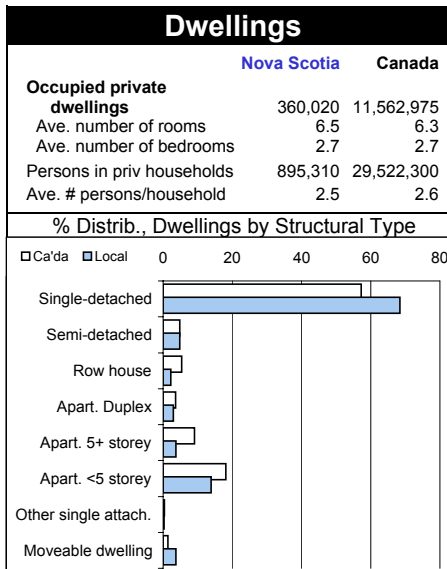 Dwellings
Nova Scotia Canada
Occupied private
dwellings 360,020 11,562,975
Ave. number of rooms 6.5 6.3
Ave. number of bedrooms 2.7 2.7
Persons in priv households 895,310 29,522,300
Ave. # persons/household 2.5 2.6
% Distrib., Dwellings by Structural Type
Ca'da Local 0 20 40 60 80
Single-detached
Semi-detached
Row house
Apart. Duplex
Apart. 5+ storey
Apart. <5 storey
Other single attach.
Moveable dwelling